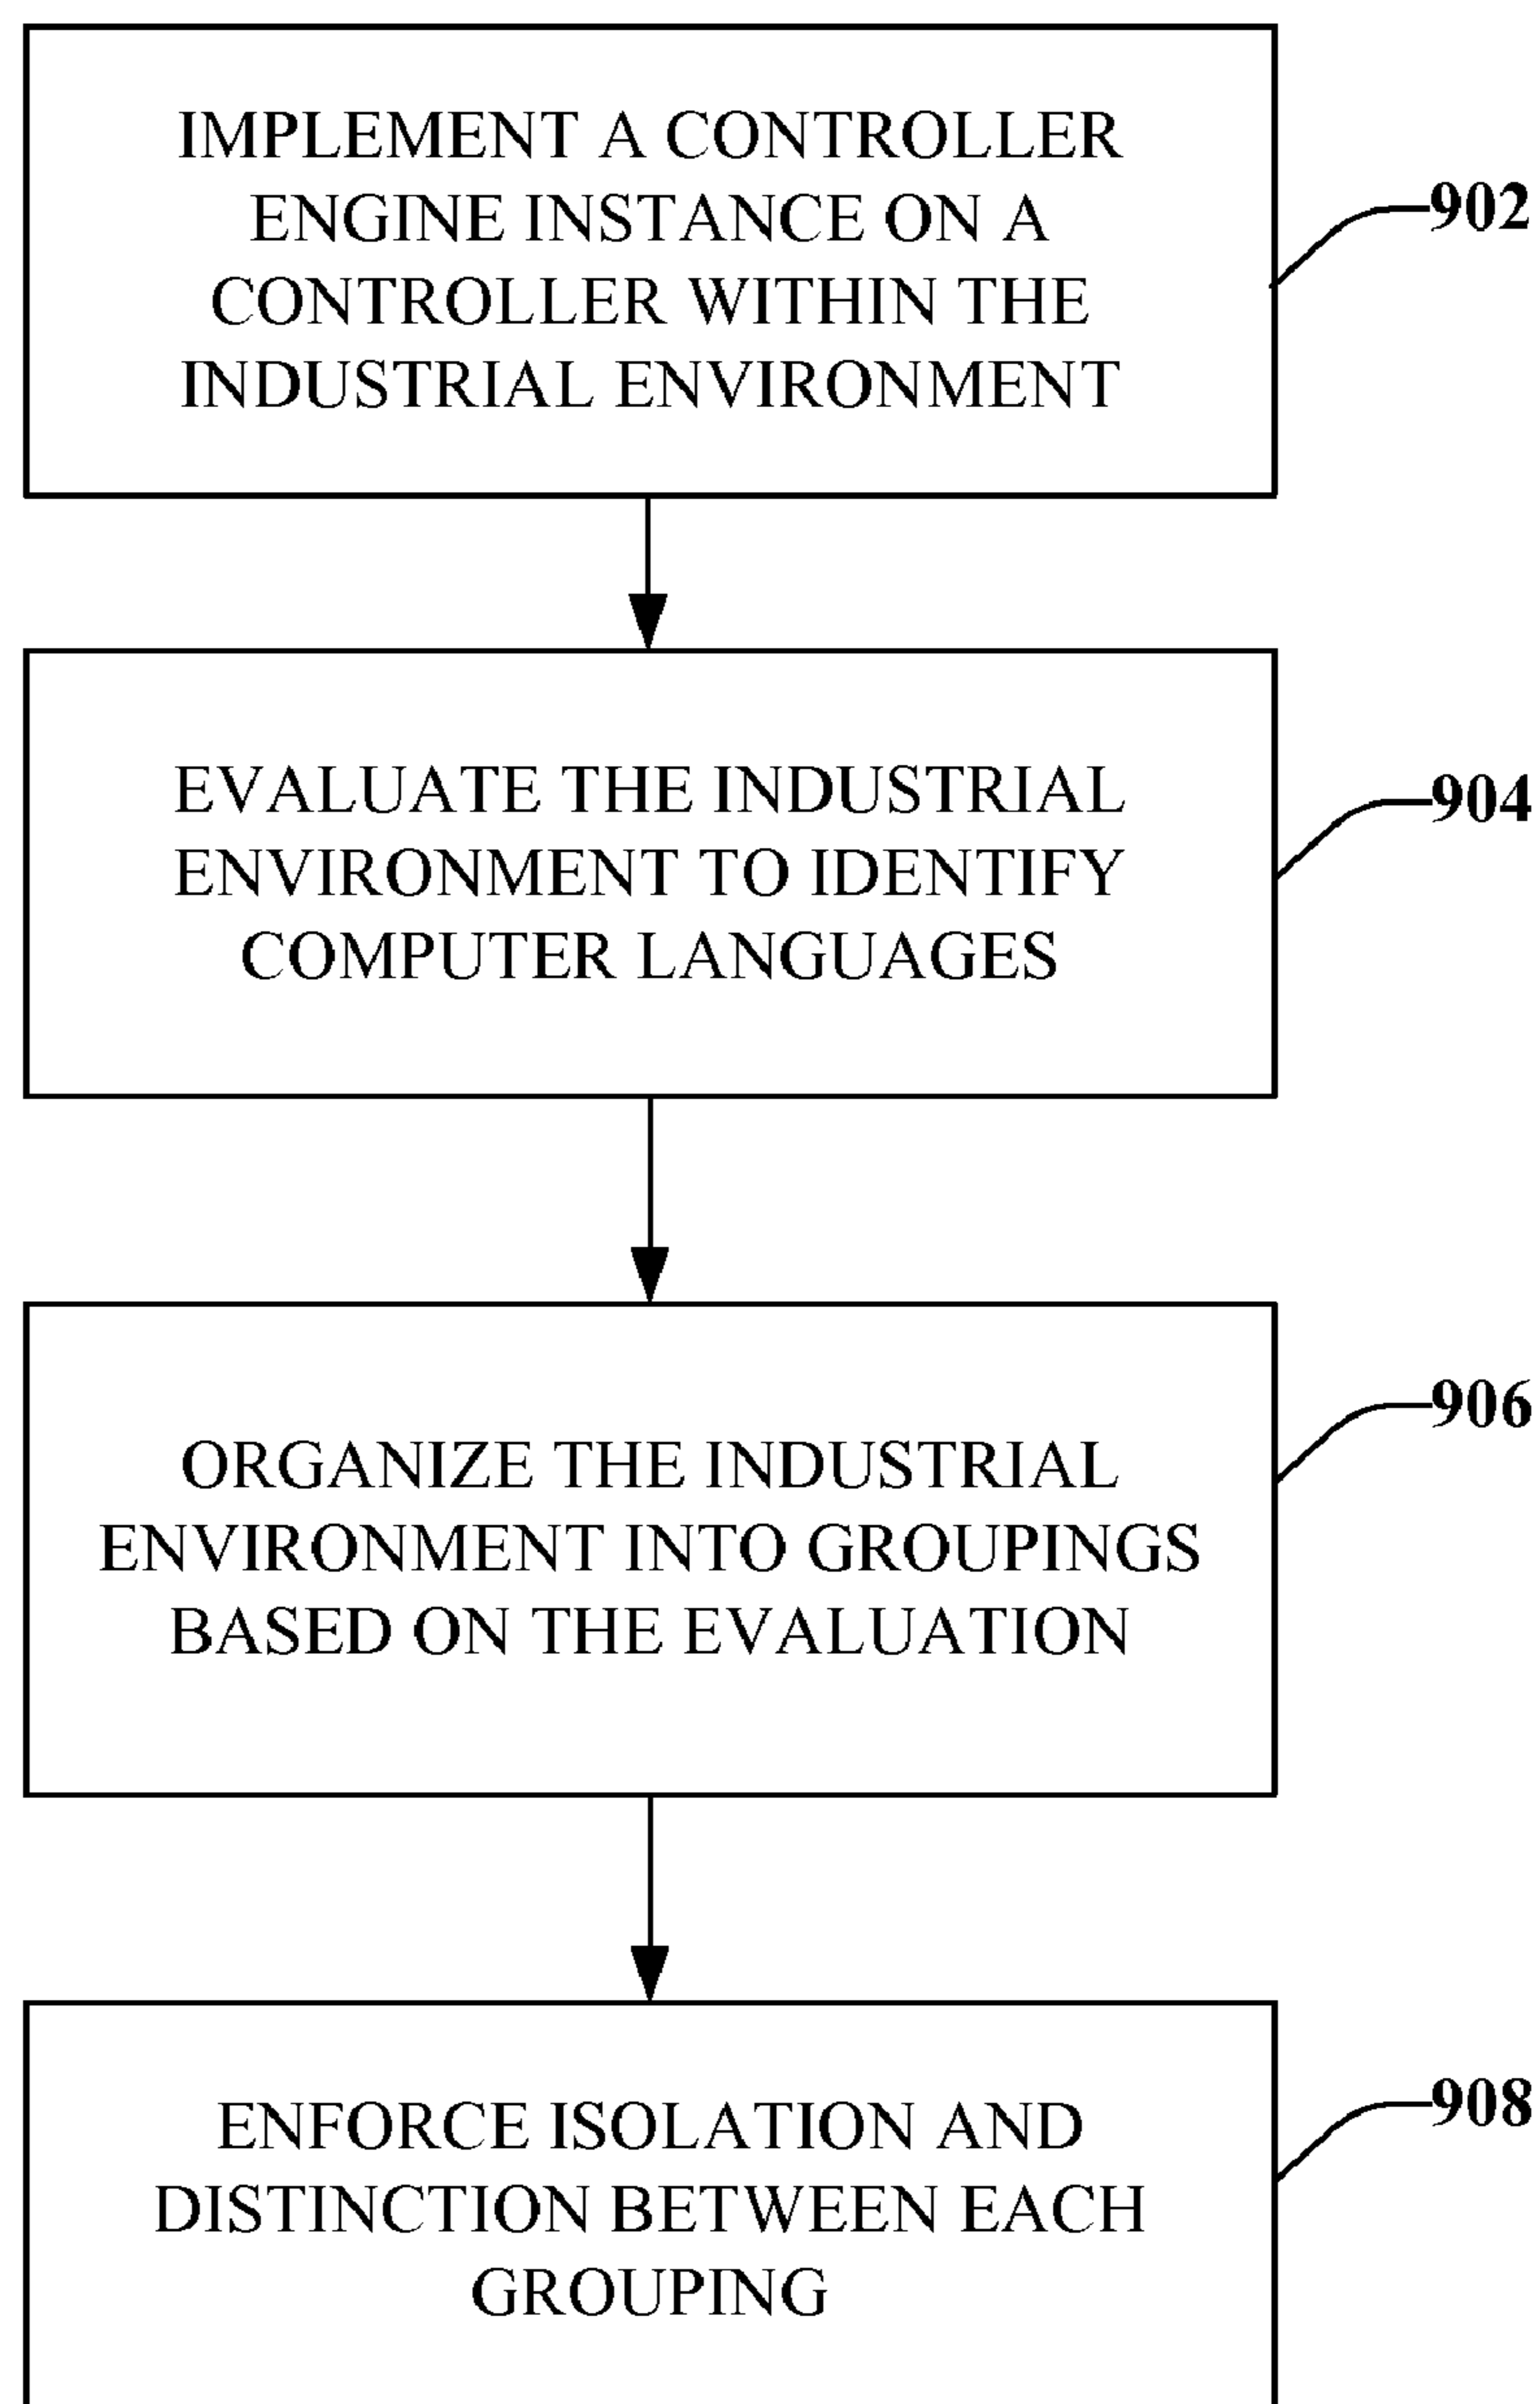 IMPLEMENT A CONTROLLER
ENGINE INSTANCE ON A
CONTROLLER WITHIN THE
INDUSTRIAL ENVIRONMENT
902
EVALUATE THE INDUSTRIAL
ENVIRONMENT TO IDENTIFY
COMPUTER LANGUAGES
904
ORGANIZE THE INDUSTRIAL
ENVIRONMENT INTO GROUPINGS
BASED ON THE EVALUATION
906
ENFORCE ISOLATION AND
DISTINCTION BETWEEN EACH
GROUPING
908